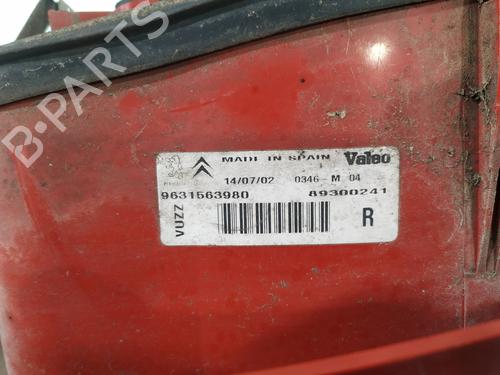 B-PARTS
MADE IN SPAIN Valeo
14/07/02 0346-M 04
9631563980 89300241
VUZZ
R